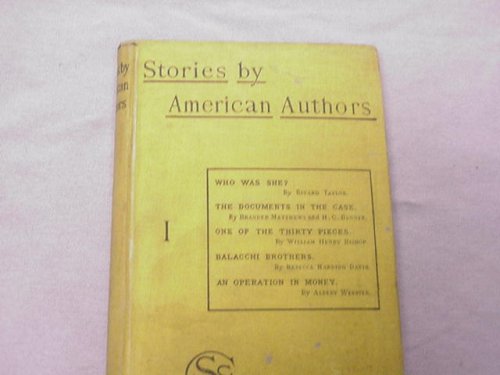 Stories by
American Authors
I
WHO WAS SHE?
By Bayard Taylor.
THE DOCUMENTS IN THE CASE.
By Brander Matthews and H. C. Bunner.
ONE OF THE THIRTY PIECES.
By William Henry Bishop.
BALACCHI BROTHERS.
By Rebecca Harding Davis.
AN OPERATION IN MONEY.
By Albert Webster.
by